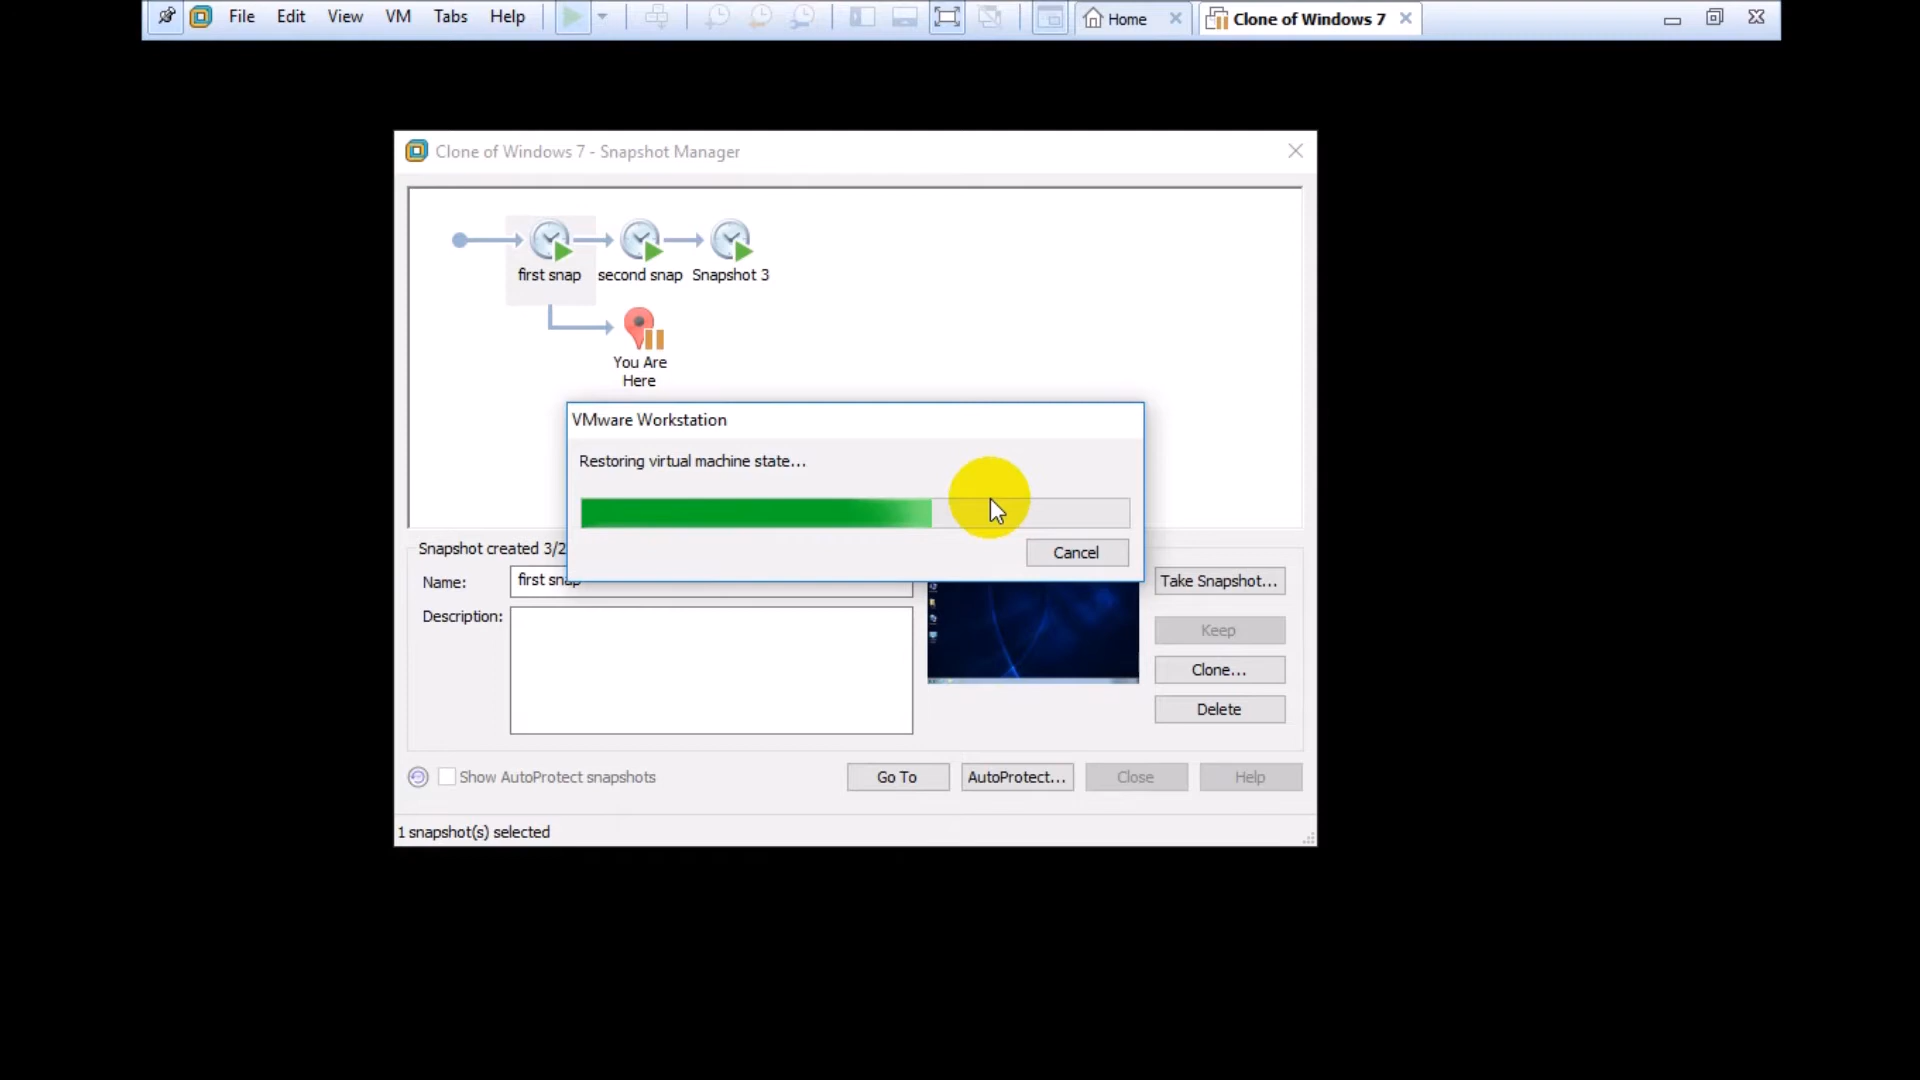 File Edit View VM Tabs Help Home Clone of Windows 7
Clone of Windows 7 - Snapshot Manager
first snap second snap Snapshot 3
You Are
Here
VMware Workstation
Restoring virtual machine state...
Cancel
Snapshot created 3/2
Name: first snap
Description:
Take Snapshot...
Keep
Clone...
Delete
Show AutoProtect snapshots Go To AutoProtect... Close Help
1 snapshot(s) selected